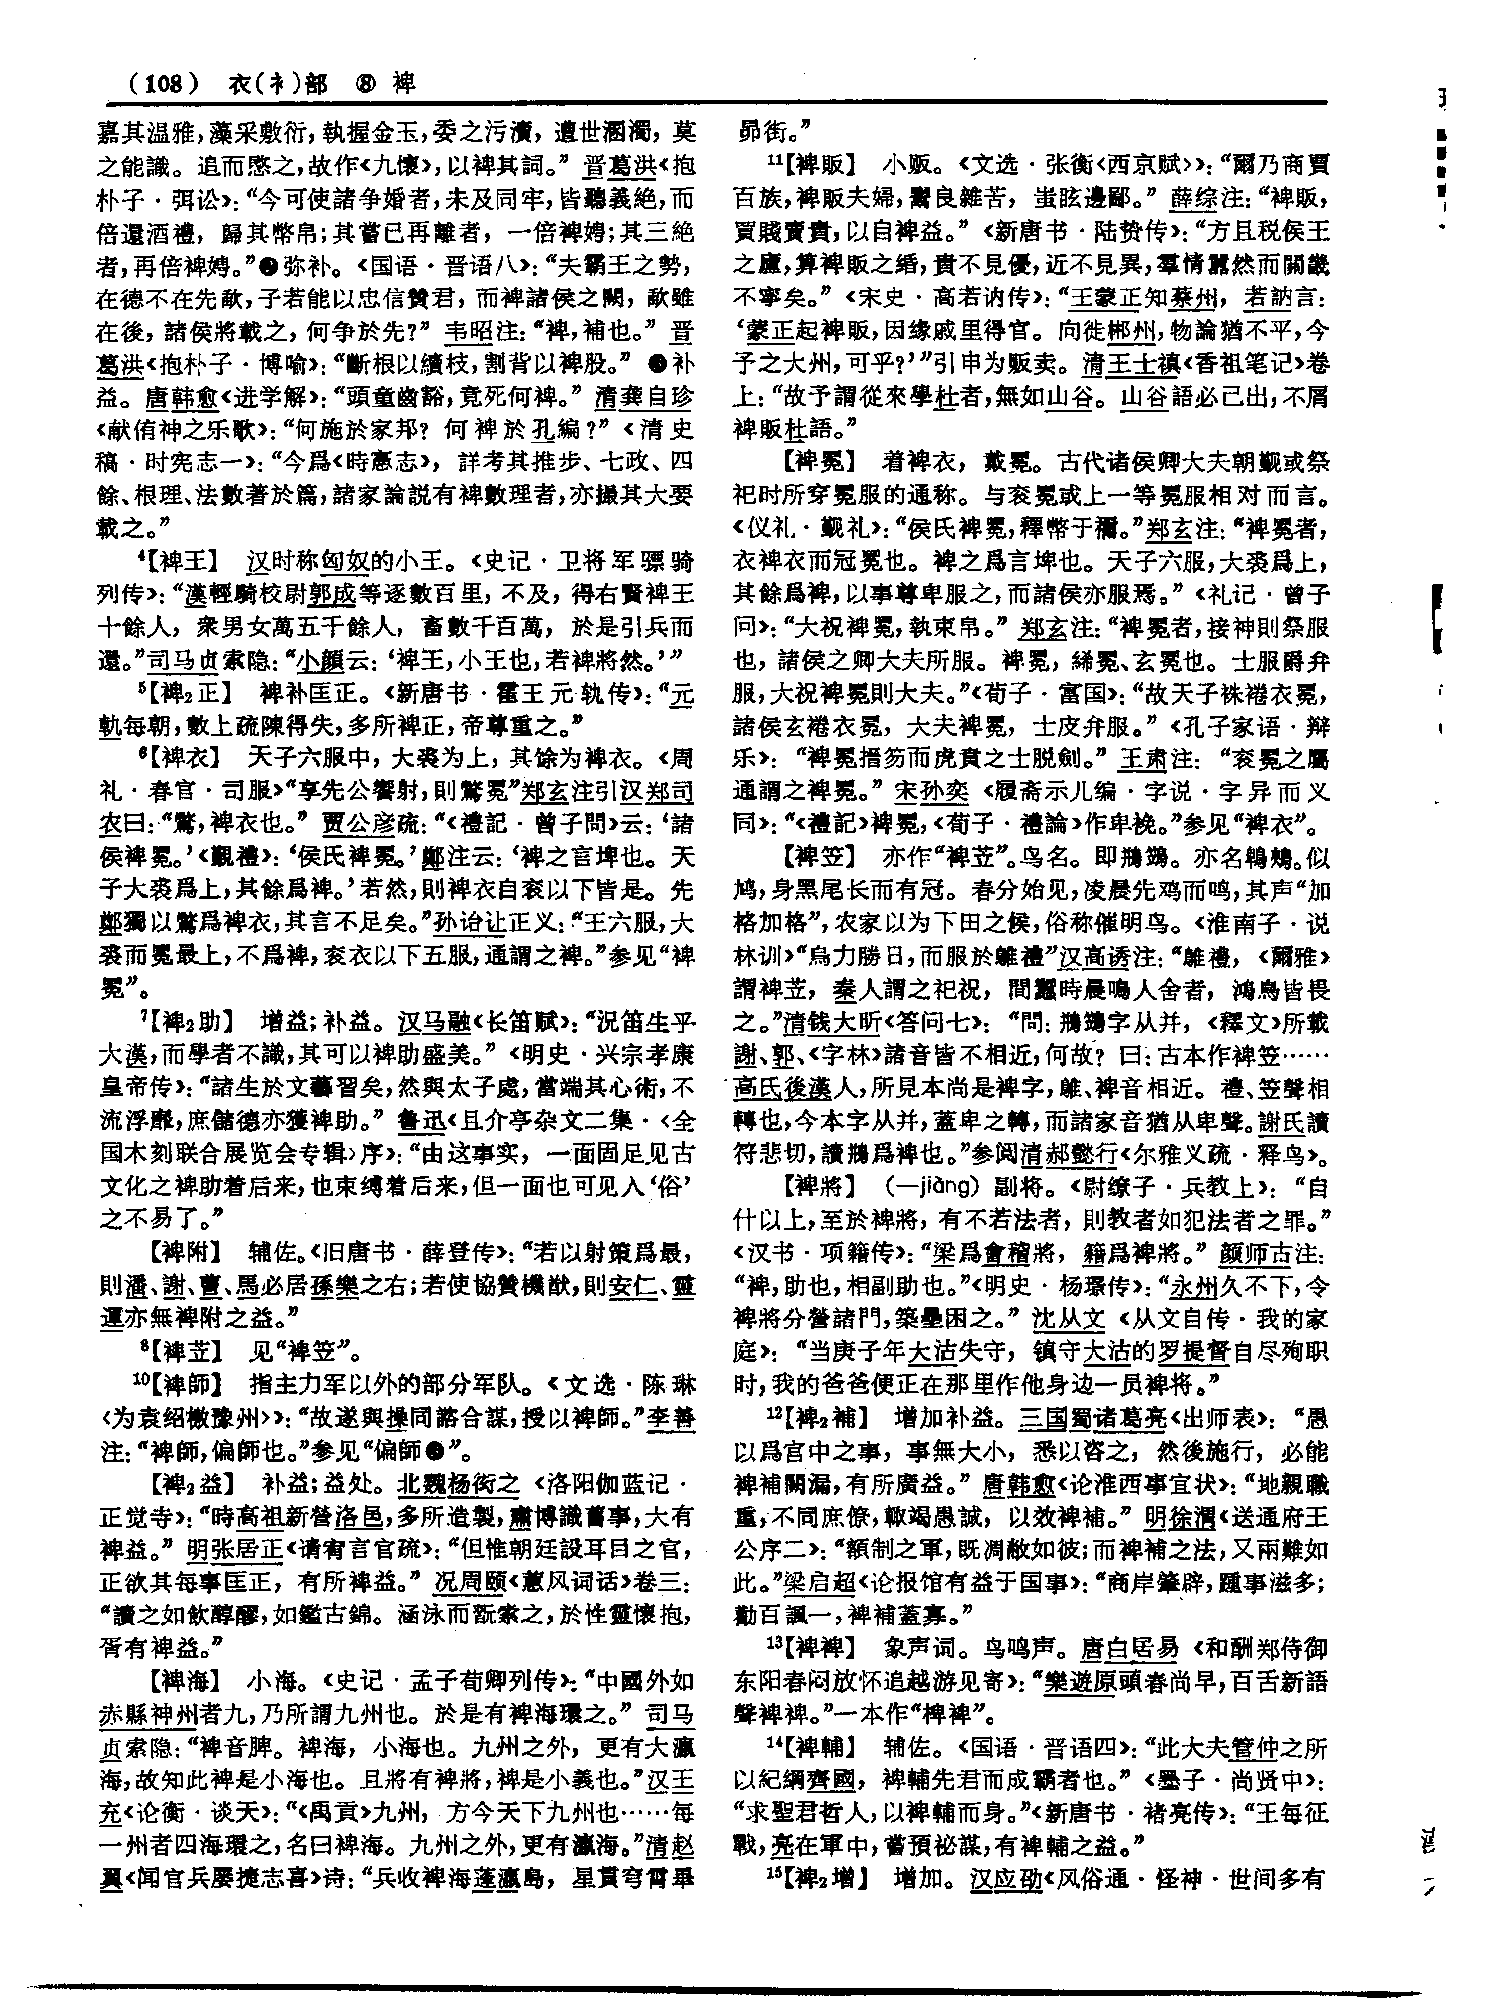 (108) 衣(衤)部 ⑧ 裨
嘉其温雅，藻采敷衍，執握金玉，委之污瀆，遭世溷濁，莫
之能識。追而愍之，故作《九懷》，以裨其詞。”晋葛洪《抱
朴子·弭讼》：“今可使諸争婚者，未及同牢，皆聽義絶，而
倍還酒禮，歸其幣帛；其嘗已再離者，一倍裨娉；其三絶
者，再倍裨娉。”❷弥补。《国语·晋语八》：“夫霸王之勢，
在德不在先歃，子若能以忠信贊君，而裨諸侯之闕，歃雖
在後，諸侯將載之，何争於先？”韦昭注：“裨，補也。”晋
葛洪《抱朴子·博喻》：“斷根以續枝，割背以裨股。”❸补
益。唐韩愈《进学解》：“頭童齒豁，竟死何裨。”清龚自珍
《献侑神之乐歌》：“何施於家邦？何裨於孔編？”《清史
稿·时宪志一》：“今爲《時憲志》，詳考其推步、七政、四
餘、根理、法數著於篇，諸家論説有裨數理者，亦撮其大要
載之。”
⁴【裨王】 汉时称匈奴的小王。《史记·卫将军骠骑
列传》：“漢輕騎校尉郭成等逐數百里，不及，得右賢裨王
十餘人，衆男女萬五千餘人，畜數千百萬，於是引兵而
還。”司马贞索隐：“小顔云：‘裨王，小王也，若裨將然。’”
⁵【裨₂正】 裨补匡正。《新唐书·霍王元轨传》：“元
軌每朝，數上疏陳得失，多所裨正，帝尊重之。”
⁶【裨衣】 天子六服中，大裘为上，其馀为裨衣。《周
礼·春官·司服》“享先公饗射，則鷩冕”郑玄注引汉郑司
农曰：“鷩，裨衣也。”贾公彦疏：“《禮記·曾子問》云：‘諸
侯裨冕。’《覲禮》：‘侯氏裨冕。’鄭注云：‘裨之言埤也。天
子大裘爲上，其餘爲裨。’若然，則裨衣自衮以下皆是。先
鄭獨以鷩爲裨衣，其言不足矣。”孙诒让正义：“王六服，大
裘而冕最上，不爲裨，衮衣以下五服，通謂之裨。”参见“裨
冕”。
⁷【裨₂助】 增益；补益。汉马融《长笛赋》：“況笛生乎
大漢，而學者不識，其可以裨助盛美。”《明史·兴宗孝康
皇帝传》：“諸生於文藝習矣，然與太子處，當端其心術，不
流浮靡，庶儲德亦獲裨助。”鲁迅《且介亭杂文二集·〈全
国木刻联合展览会专辑〉序》：“由这事实，一面固足见古
文化之裨助着后来，也束缚着后来，但一面也可见入‘俗’
之不易了。”
【裨附】 辅佐。《旧唐书·薛登传》：“若以射策爲最，
則潘、謝、曹、馬必居孫樂之右；若使協贊機猷，則安仁、靈
運亦無裨附之益。”
⁸【裨苙】 见“裨笠”。
¹⁰【裨師】 指主力军以外的部分军队。《文选·陈琳
〈为袁绍檄豫州〉》：“故遂與操同諮合謀，授以裨師。”李善
注：“裨師，偏師也。”参见“偏師❶”。
【裨₂益】 补益；益处。北魏杨衒之《洛阳伽蓝记·
正觉寺》：“時高祖新營洛邑，多所造製，肅博識舊事，大有
裨益。”明张居正《请宥言官疏》：“但惟朝廷設耳目之官，
正欲其每事匡正，有所裨益。”况周颐《蕙风词话》卷三：
“讀之如飲醇醪，如鑑古錦。涵泳而翫索之，於性靈懷抱，
胥有裨益。”
【裨海】 小海。《史记·孟子荀卿列传》：“中國外如
赤縣神州者九，乃所謂九州也。於是有裨海環之。”司马
贞索隐：“裨音脾。裨海，小海也。九州之外，更有大瀛
海，故知此裨是小海也。且將有裨將，裨是小義也。”汉王
充《论衡·谈天》：“《禹貢》九州，方今天下九州也……每
一州者四海環之，名曰裨海。九州之外，更有瀛海。”清赵
翼《闻官兵屡捷志喜》诗：“兵收裨海蓬瀛島，星貫穹霄畢
昴街。”
¹¹【裨販】 小贩。《文选·张衡〈西京赋〉》：“爾乃商賈
百族，裨販夫婦，鬻良雜苦，蚩眩邊鄙。”薛综注：“裨販，
買賤賣貴，以自裨益。”《新唐书·陆贽传》：“方且税侯王
之廬，算裨販之緡，貴不見優，近不見異，羣情囂然而關畿
不寧矣。”《宋史·高若讷传》：“王蒙正知蔡州，若訥言：
‘蒙正起裨販，因缘戚里得官。向徙郴州，物論猶不平，今
予之大州，可乎？’”引申为贩卖。清王士禛《香祖笔记》卷
上：“故予謂從來學杜者，無如山谷。山谷語必己出，不屑
裨販杜語。”
【裨冕】 着裨衣，戴冕。古代诸侯卿大夫朝觐或祭
祀时所穿冕服的通称。与衮冕或上一等冕服相对而言。
《仪礼·觐礼》：“侯氏裨冕，釋幣于禰。”郑玄注：“裨冕者，
衣裨衣而冠冕也。裨之爲言埤也。天子六服，大裘爲上，
其餘爲裨，以事尊卑服之，而諸侯亦服焉。”《礼记·曾子
问》：“大祝裨冕，執束帛。”郑玄注：“裨冕者，接神則祭服
也，諸侯之卿大夫所服。裨冕，絺冕、玄冕也。士服爵弁
服，大祝裨冕則大夫。”《荀子·富国》：“故天子袾裷衣冕，
諸侯玄裷衣冕，大夫裨冕，士皮弁服。”《孔子家语·辩
乐》：“裨冕搢笏而虎賁之士脱劍。”王肃注：“衮冕之屬
通謂之裨冕。”宋孙奕《履斋示儿编·字说·字异而义
同》：“《禮記》裨冕，《荀子·禮論》作卑絻。”参见“裨衣”。
【裨笠】 亦作“裨苙”。鸟名。即鵧鷑。亦名鵯鵊。似
鸠，身黑尾长而有冠。春分始见，凌晨先鸡而鸣，其声“加
格加格”，农家以为下田之候，俗称催明鸟。《淮南子·说
林训》“烏力勝日，而服於鵻禮”汉高诱注：“鵻禮，《爾雅》
謂裨苙，秦人謂之祀祝，間蠶時晨鳴人舍者，鴻鳥皆畏
之。”清钱大昕《答问七》：“問：鵧鷑字从并，《釋文》所載
謝、郭、《字林》諸音皆不相近，何故？曰：古本作裨笠……
高氏後漢人，所見本尚是裨字，鵻、裨音相近。禮、笠聲相
轉也，今本字从并，蓋卑之轉，而諸家音猶从卑聲。謝氏讀
符悲切，讀鵧爲裨也。”参阅清郝懿行《尔雅义疏·释鸟》。
【裨將】 （—jiàng）副将。《尉缭子·兵教上》：“自
什以上，至於裨將，有不若法者，則教者如犯法者之罪。”
《汉书·项籍传》：“梁爲會稽將，籍爲裨將。”颜师古注：
“裨，助也，相副助也。”《明史·杨璟传》：“永州久不下，令
裨將分營諸門，築壘困之。”沈从文《从文自传·我的家
庭》：“当庚子年大沽失守，镇守大沽的罗提督自尽殉职
时，我的爸爸便正在那里作他身边一员裨将。”
¹²【裨₂補】 增加补益。三国蜀诸葛亮《出师表》：“愚
以爲宫中之事，事無大小，悉以咨之，然後施行，必能
裨補闕漏，有所廣益。”唐韩愈《论淮西事宜状》：“地親職
重，不同庶僚，輒竭愚誠，以效裨補。”明徐渭《送通府王
公序二》：“額制之軍，既凋敝如彼；而裨補之法，又兩難如
此。”梁启超《论报馆有益于国事》：“商岸肇辟，踵事滋多；
勸百諷一，裨補蓋寡。”
¹³【裨裨】 象声词。鸟鸣声。唐白居易《和酬郑侍御
东阳春闷放怀追越游见寄》：“樂遊原頭春尚早，百舌新語
聲裨裨。”一本作“椑裨”。
¹⁴【裨輔】 辅佐。《国语·晋语四》：“此大夫管仲之所
以紀綱齊國，裨輔先君而成霸者也。”《墨子·尚贤中》：
“求聖君哲人，以裨輔而身。”《新唐书·褚亮传》：“王每征
戰，亮在軍中，嘗預祕謀，有裨輔之益。”
¹⁵【裨₂增】 增加。汉应劭《风俗通·怪神·世间多有